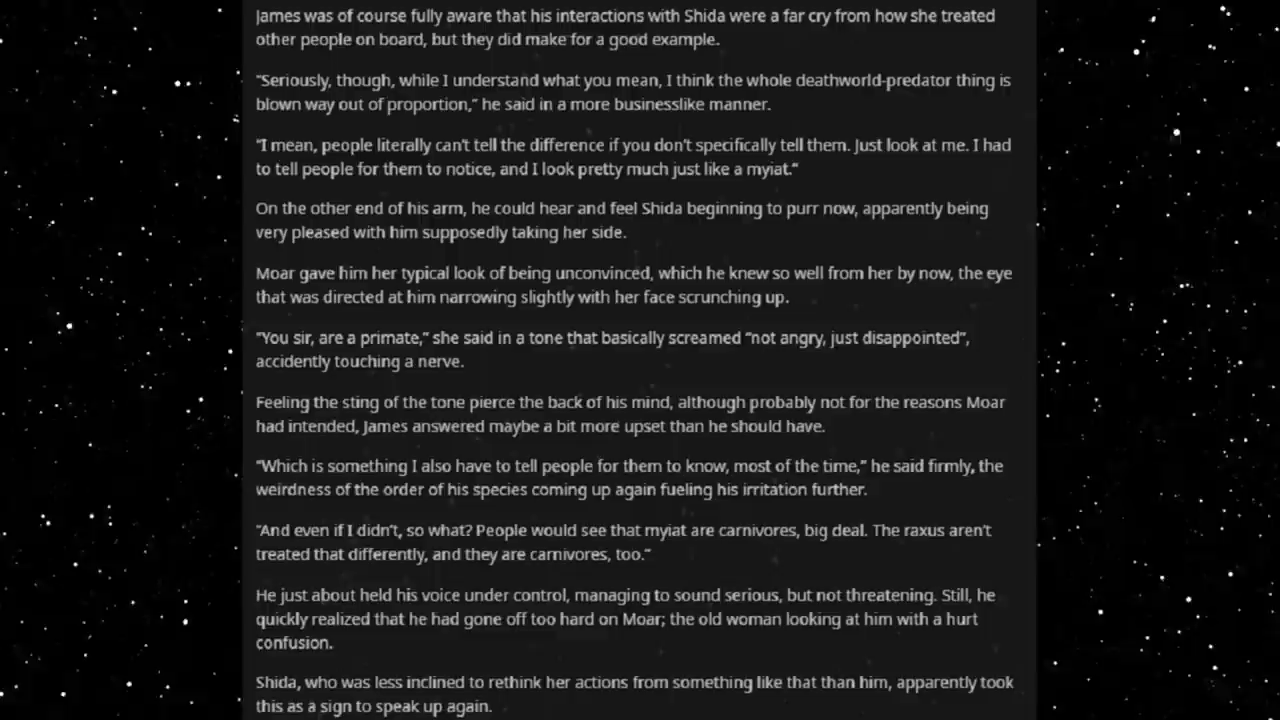 James was of course fully aware that his interactions with Shida were a far cry from how she treated
other people on board, but they did make for a good example.
“Seriously, though, while I understand what you mean, I think the whole deathworld-predator thing is
blown way out of proportion,” he said in a more businesslike manner.
“I mean, people literally can’t tell the difference if you don’t specifically tell them. Just look at me. I had
to tell people for them to notice, and I look pretty much just like a myiat.“
On the other end of his arm, he could hear and feel Shida beginning to purr now, apparently being
very pleased with him supposedly taking her side.
Moar gave him her typical look of being unconvinced, which he knew so well from her by now, the eye
that was directed at him narrowing slightly with her face scrunching up.
“You sir, are a primate,” she said in a tone that basically screamed “not angry, just disappointed”,
accidently touching a nerve.
Feeling the sting of the tone pierce the back of his mind, although probably not for the reasons Moar
had intended, James answered maybe a bit more upset than he should have.
“Which is something I also have to tell people for them to know, most of the time,” he said firmly, the
weirdness of the order of his species coming up again fueling his irritation further.
“And even if I didn’t, so what? People would see that myiat are carnivores, big deal. The raxus aren’t
treated that differently, and they are carnivores, too.”
He just about held his voice under control, managing to sound serious, but not threatening. Still, he
quickly realized that he had gone off too hard on Moar; the old woman looking at him with a hurt
confusion.
Shida, who was less inclined to rethink her actions from something like that than him, apparently took
this as a sign to speak up again.